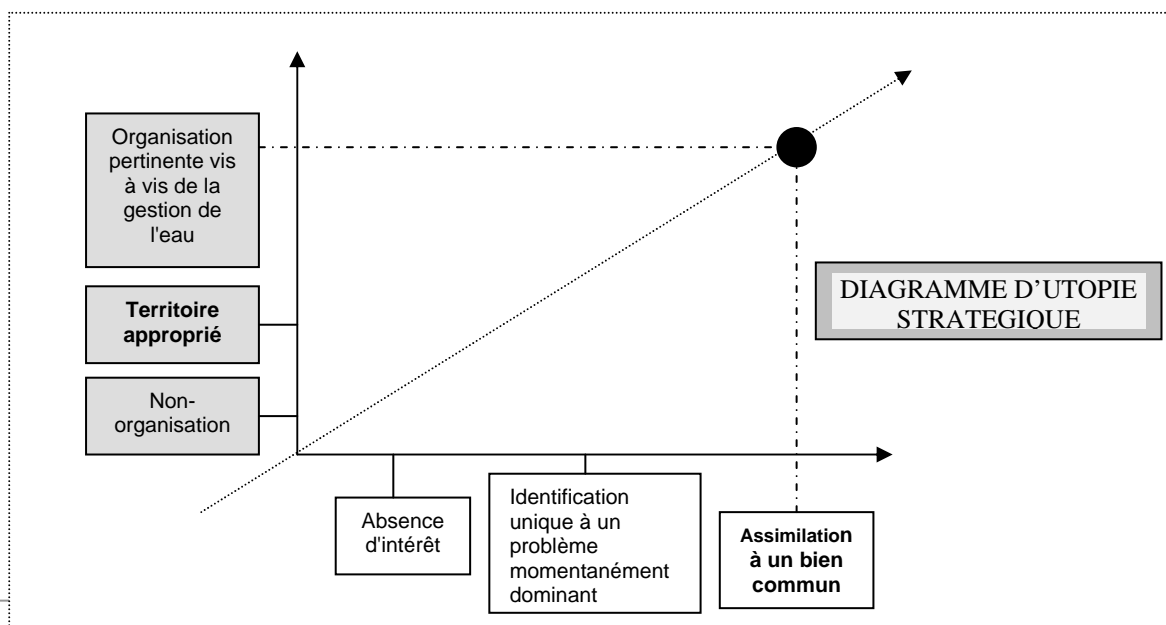 Organisation
pertinente vis
à vis de la
gestion de
l'eau
Territoire
approprié
Non-
organisation
DIAGRAMME D’UTOPIE
STRATEGIQUE
Absence
d'intérêt
Identification
unique à un
problème
momentanément
dominant
Assimilation
à un bien
commun